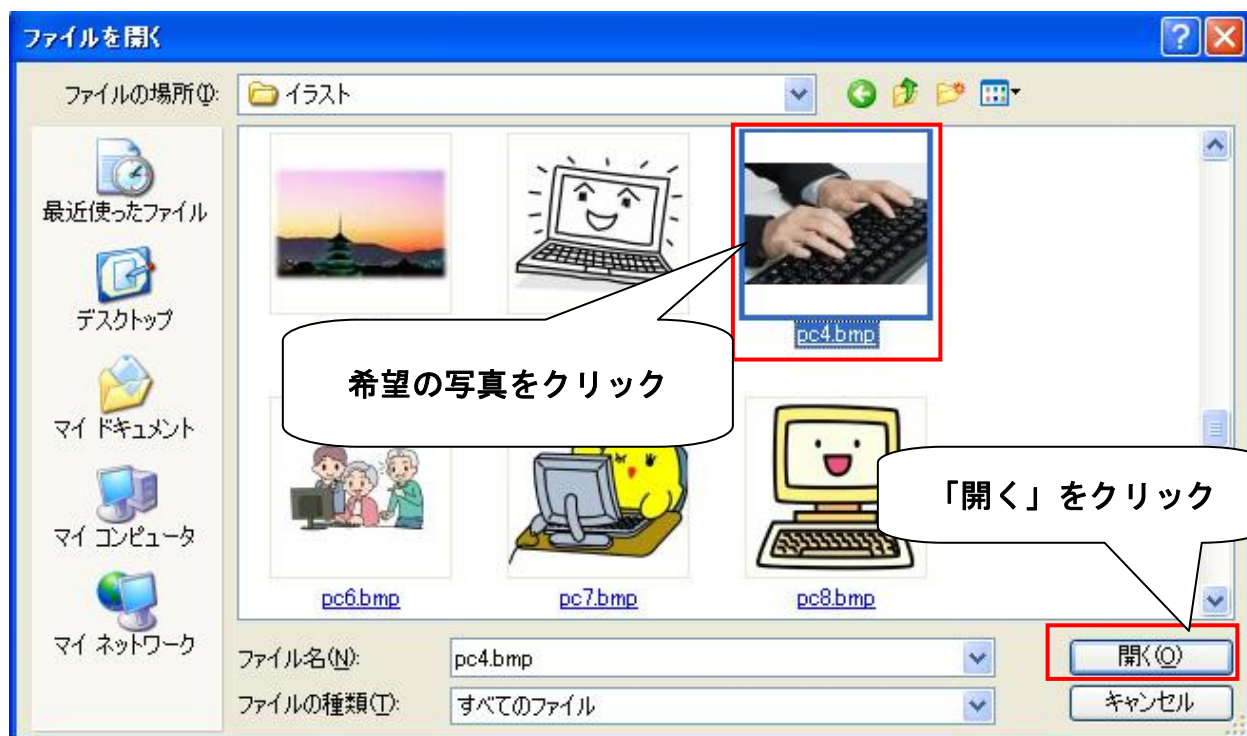 ファイルを開く
ファイルの場所(I):
イラスト
最近使ったファイル
デスクトップ
マイ ドキュメント
マイ コンピュータ
マイ ネットワーク
pc4.bmp
希望の写真をクリック
「開く」をクリック
pc6.bmp
pc7.bmp
pc8.bmp
ファイル名(N):
pc4.bmp
開く(O)
ファイルの種類(T):
すべてのファイル
キャンセル